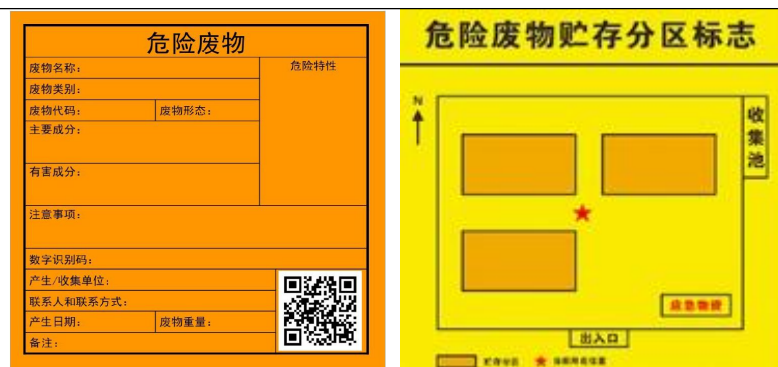 危险废物
废物名称：
危险特性
废物类别：
废物代码：
废物形态：
主要成分：
有害成分：
注意事项：
数字识别码：
产生/收集单位：
联系人和联系方式：
产生日期：
废物重量：
备注：
危险废物贮存分区标志
N
收集池
应急物资
出入口
贮存分区